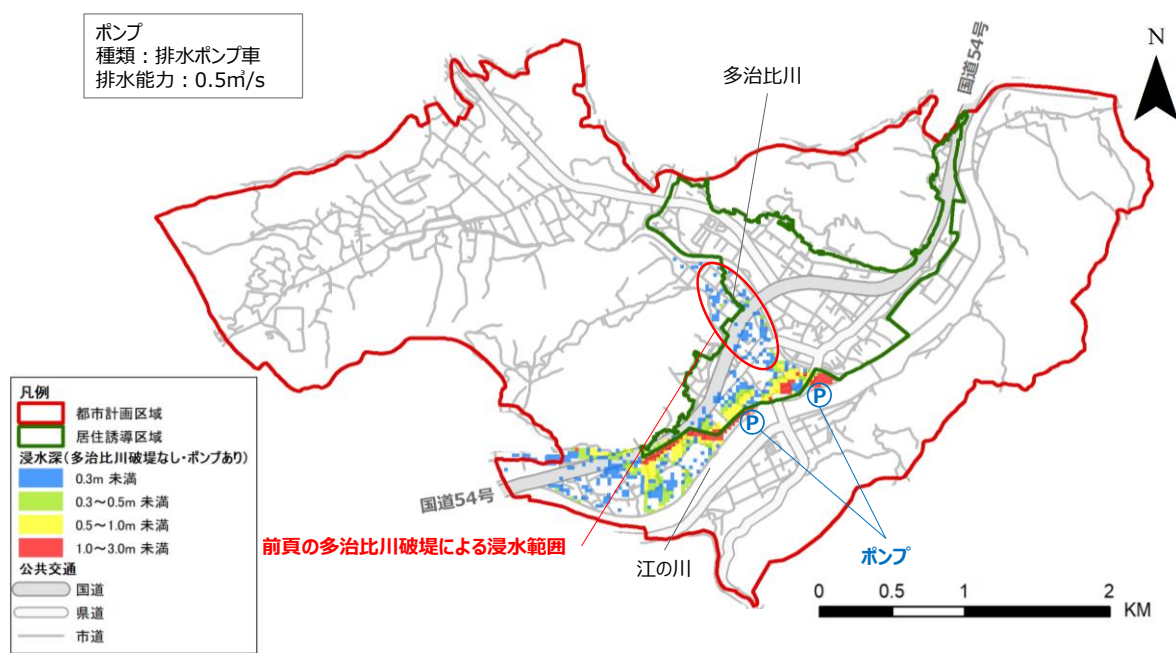 ポンプ
種類：排水ポンプ車
排水能力：0.5㎥/s
多治比川
国道54号
N
凡例
都市計画区域
居住誘導区域
浸水深（多治比川破堤なし・ポンプあり）
0.3m 未満
0.3～0.5m 未満
0.5～1.0m 未満
1.0～3.0m 未満
公共交通
国道
県道
市道
国道54号
前頁の多治比川破堤による浸水範囲
江の川
P
P
ポンプ
0 0.5 1 2
KM